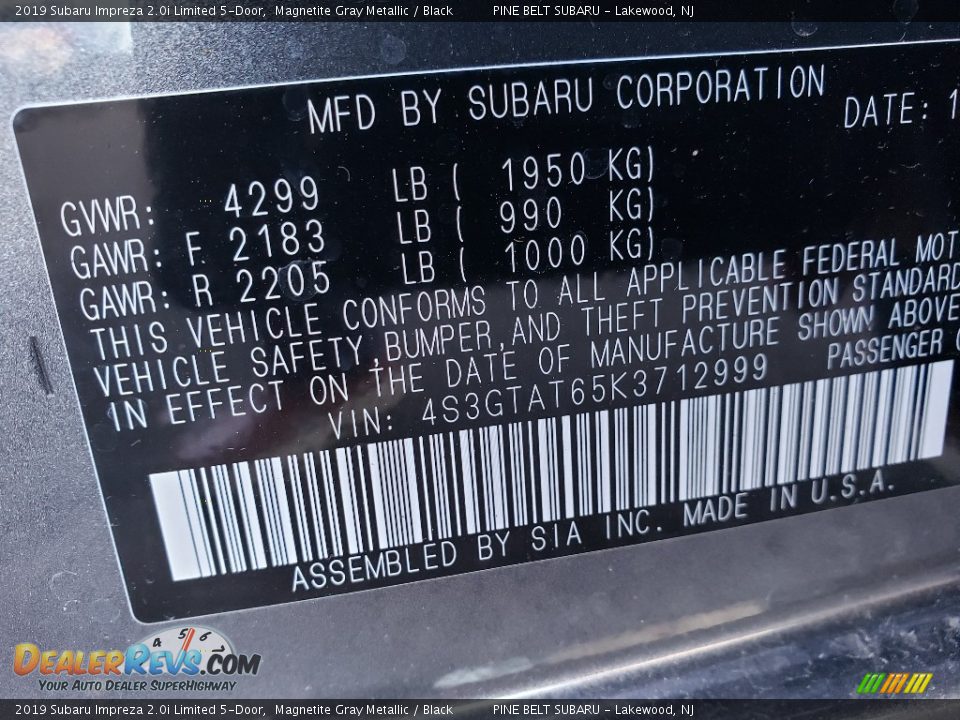 2019 Subaru Impreza 2.0i Limited 5-Door, Magnetite Gray Metallic / Black PINE BELT SUBARU - Lakewood, NJ
MFD BY SUBARU CORPORATION DATE: 1
GVWR: 4299 LB ( 1950 KG)
GAWR: F 2183 LB ( 990 KG)
GAWR: R 2205 LB ( 1000 KG)
THIS VEHICLE CONFORMS TO ALL APPLICABLE FEDERAL MOT
VEHICLE SAFETY,BUMPER,AND THEFT PREVENTION STANDARD
IN EFFECT ON THE DATE OF MANUFACTURE SHOWN ABOVE
VIN: 4S3GTAT65K3712999 PASSENGER
ASSEMBLED BY SIA INC. MADE IN U.S.A.
4 5 6
DEALERREVS.COM
YOUR AUTO DEALER SUPERHIGHWAY
2019 Subaru Impreza 2.0i Limited 5-Door, Magnetite Gray Metallic / Black PINE BELT SUBARU - Lakewood, NJ